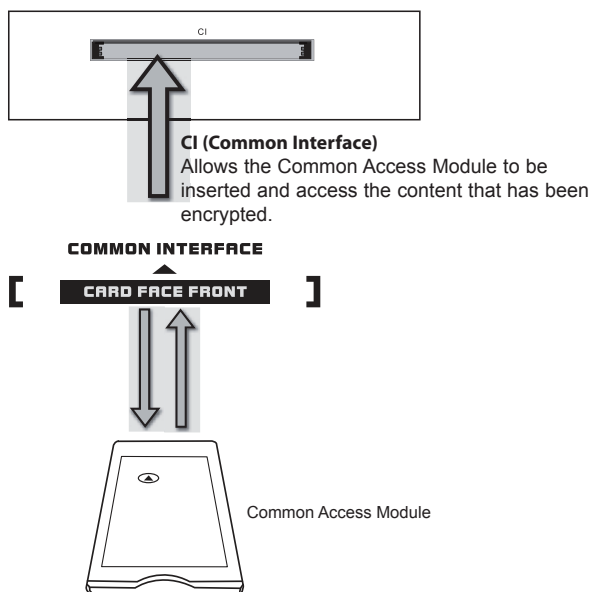 CI
CI (Common Interface)
Allows the Common Access Module to be
inserted and access the content that has been
encrypted.
COMMON INTERFACE
[ CARD FACE FRONT ]
Common Access Module